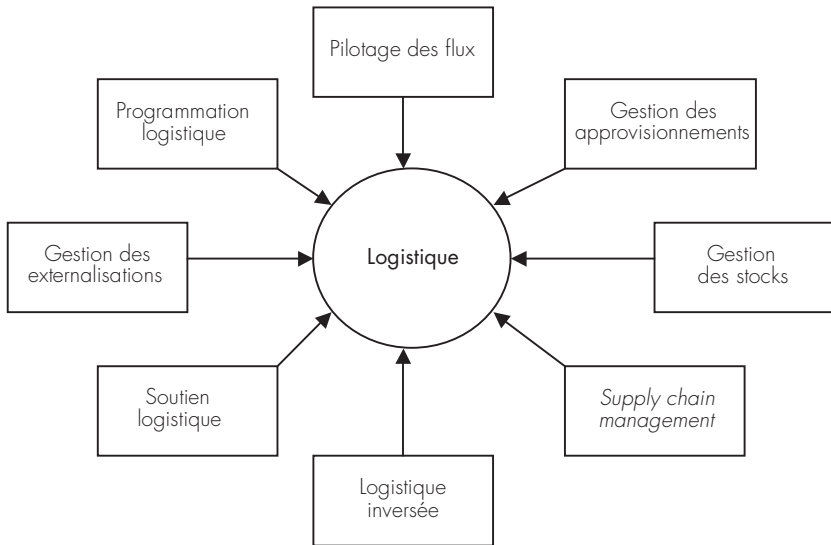 Pilotage des flux
Programmation
logistique
Gestion des
approvisionnements
Gestion des
externalisations
Logistique
Gestion
des stocks
Soutien
logistique
Supply chain
management
Logistique
inversée